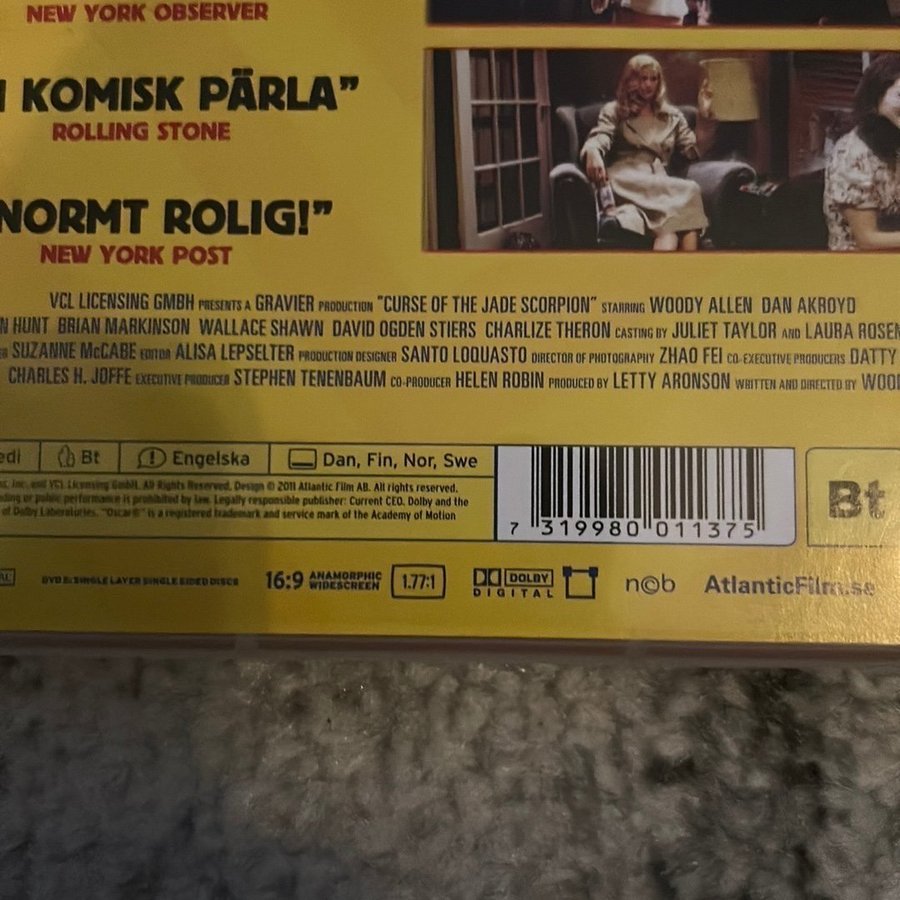 NEW YORK OBSERVER
KOMISK PÄRLA”
ROLLING STONE
NORMT ROLIG!”
NEW YORK POST
VCL LICENSING GMBH PRESENTS A GRAVIER PRODUCTION "CURSE OF THE JADE SCORPION" STARRING WOODY ALLEN DAN AKROYD
N HUNT BRIAN MARKINSON WALLACE SHAWN DAVID OGDEN STIERS CHARLIZE THERON CASTING BY JULIET TAYLOR AND LAURA ROSEN
SUZANNE McCABE EDITOR ALISA LEPSELTER PRODUCTION DESIGNER SANTO LOQUASTO DIRECTOR OF PHOTOGRAPHY ZHAO FEI CO-EXECUTIVE PRODUCERS DATTY
CHARLES H. JOFFE EXECUTIVE PRODUCER STEPHEN TENENBAUM CO-PRODUCER HELEN ROBIN PRODUCED BY LETTY ARONSON WRITTEN AND DIRECTED BY WOOD
edi Bt Engelska Dan, Fin, Nor, Swe
Inc. and VCL Licensing GmbH. All Rights Reserved. Design © 2011 Atlantic Film AB. All rights reserved.
ding or public performance is prohibited by law. Legally responsible publisher: Current CEO. Dolby and the
of Dolby Laboratories. "Oscar®" is a registered trademark and service mark of the Academy of Motion
7 319980 011375
Bt
DVD 5: SINGLE LAYER SINGLE SIDED DISCS
16:9 ANAMORPHIC WIDESCREEN
1.77:1
DOLBY DIGITAL
n©b
AtlanticFilm.se